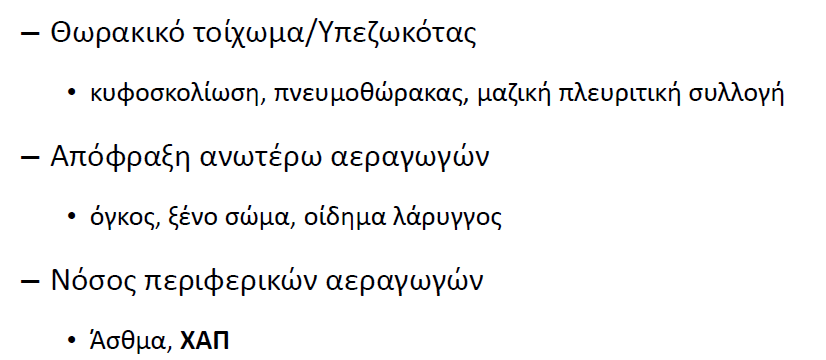 – Θωρακικό τοίχωμα/Υπεζωκότας
• κυφοσκολίωση, πνευμοθώρακας, μαζική πλευριτική συλλογή
– Απόφραξη ανωτέρω αεραγωγών
• όγκος, ξένο σώμα, οίδημα λάρυγγος
– Νόσος περιφερικών αεραγωγών
• Άσθμα, ΧΑΠ